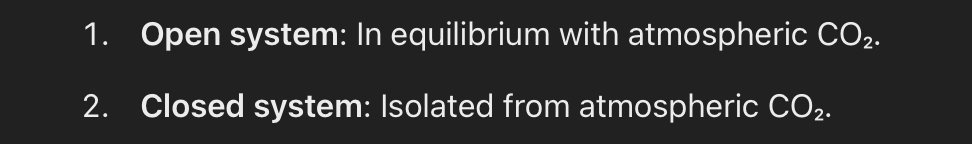 1. Open system: In equilibrium with atmospheric CO₂.
2. Closed system: Isolated from atmospheric CO₂.